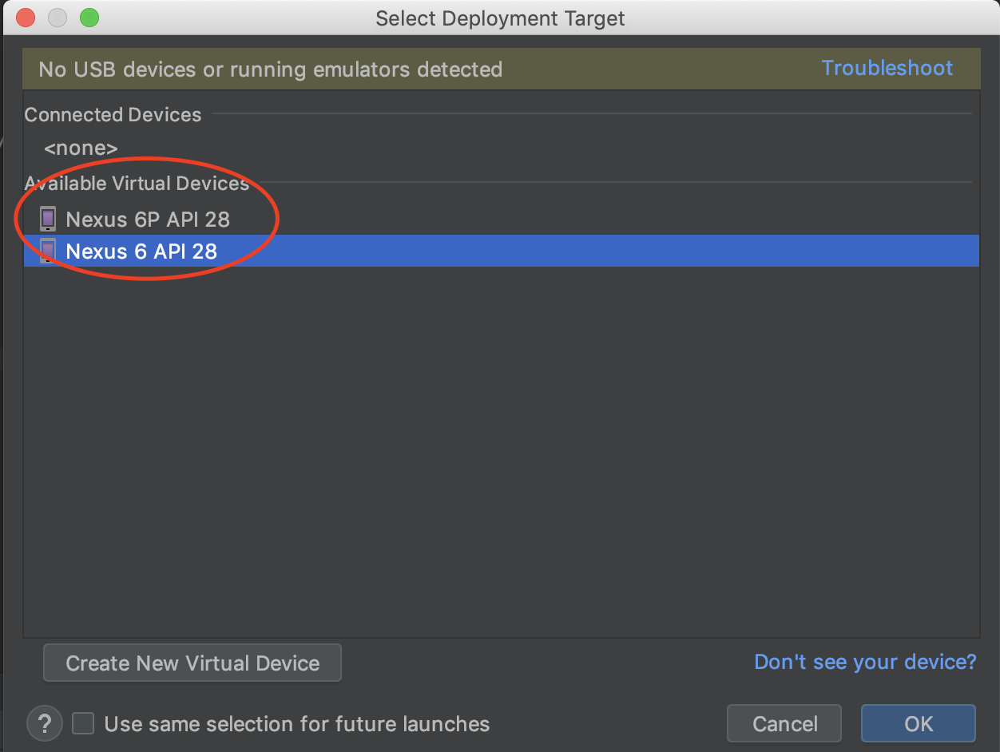 Select Deployment Target
No USB devices or running emulators detected
Troubleshoot
Connected Devices
<none>
Available Virtual Devices
Nexus 6P API 28
Nexus 6 API 28
Create New Virtual Device
Don't see your device?
?
Use same selection for future launches
Cancel
OK